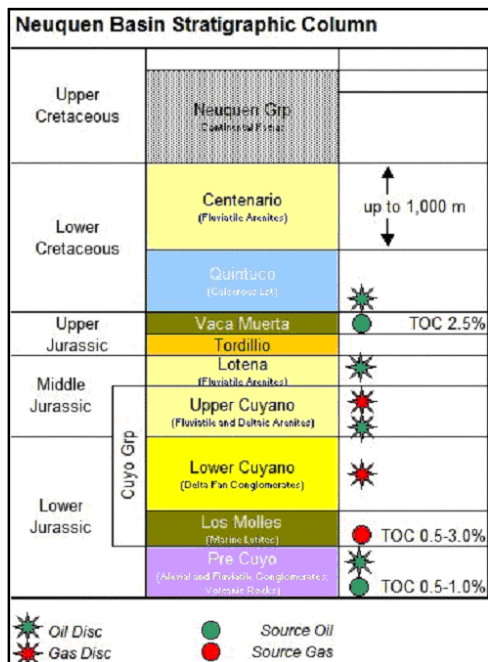 Neuquen Basin Stratigraphic Column
Upper
Cretaceous
Neuquen Grp
(Continental Facies)
Lower
Cretaceous
Centenario
(Fluviatile Arenites)
up to 1,000 m
Quintuco
Upper
Jurassic
Vaca Muerta
TOC 2.5%
Tordillio
Middle
Jurassic
Lotena
(Fluviatile Arenites)
Cuyo Grp
Upper Cuyano
(Fluviatile and Deltaic Arenites)
Lower
Jurassic
Lower Cuyano
(Delta Fan Conglomerates)
Los Molles
(Marine Lutites)
TOC 0.5-3.0%
Pre Cuyo
(Alluvial and Fluviatile Conglomerates,
Volcanic Rocks)
TOC 0.5-1.0%
Oil Disc
Source Oil
Gas Disc
Source Gas